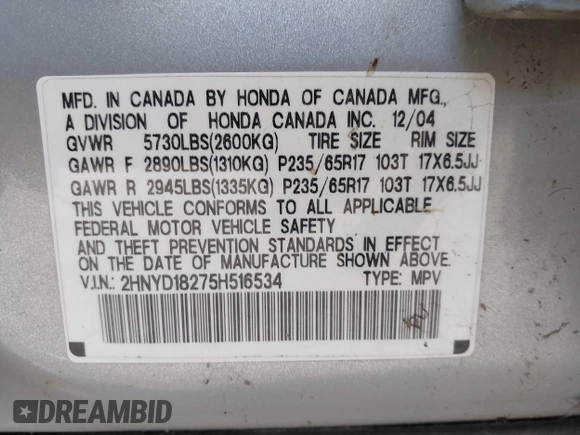 MFD. IN CANADA BY HONDA OF CANADA MFG.,
A DIVISION OF HONDA CANADA INC. 12/04
GVWR 5730LBS(2600KG) TIRE SIZE RIM SIZE
GAWR F 2890LBS(1310KG) P235/65R17 103T 17X6.5JJ
GAWR R 2945LBS(1335KG) P235/65R17 103T 17X6.5JJ
THIS VEHICLE CONFORMS TO ALL APPLICABLE
FEDERAL MOTOR VEHICLE SAFETY
AND THEFT PREVENTION STANDARDS IN EFFECT
ON THE DATE OF MANUFACTURE SHOWN ABOVE.
V.I.N.: 2HNYD18275H516534 TYPE: MPV
DREAMBID